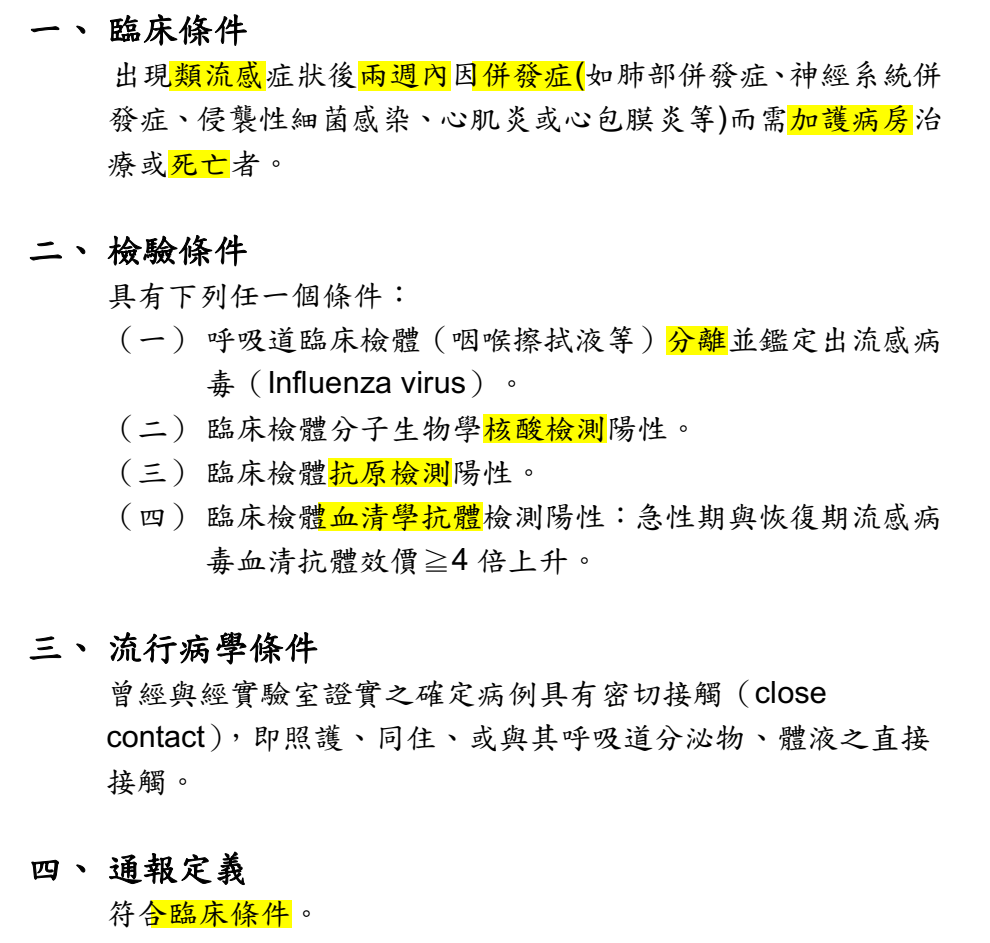 一、 臨床條件
出現類流感症狀後兩週內因併發症(如肺部併發症、神經系統併
發症、侵襲性細菌感染、心肌炎或心包膜炎等)而需加護病房治
療或死亡者。
二、 檢驗條件
具有下列任一個條件：
（一） 呼吸道臨床檢體（咽喉擦拭液等）分離並鑑定出流感病
毒（Influenza virus）。
（二） 臨床檢體分子生物學核酸檢測陽性。
（三） 臨床檢體抗原檢測陽性。
（四） 臨床檢體血清學抗體檢測陽性：急性期與恢復期流感病
毒血清抗體效價≧4 倍上升。
三、 流行病學條件
曾經與經實驗室證實之確定病例具有密切接觸（close
contact），即照護、同住、或與其呼吸道分泌物、體液之直接
接觸。
四、 通報定義
符合臨床條件。